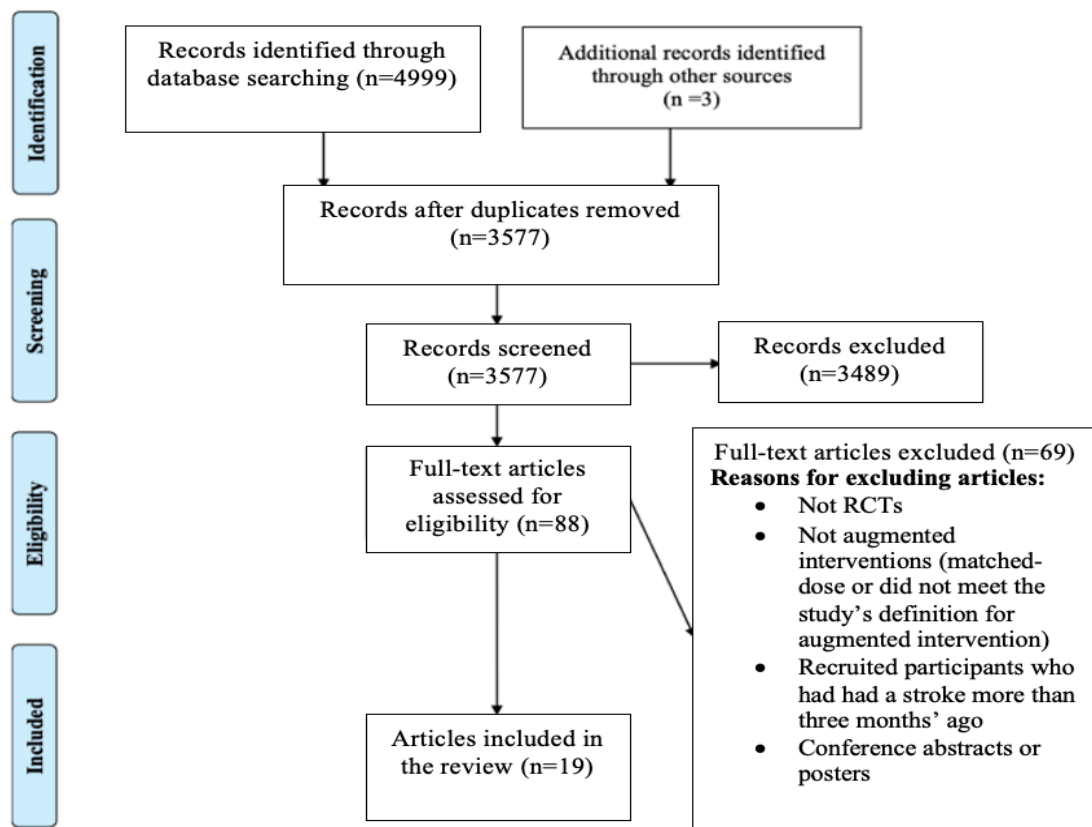 Identification
Records identified through
database searching (n=4999)
Additional records identified
through other sources
(n =3)
Records after duplicates removed
(n=3577)
Screening
Records screened
(n=3577)
Records excluded
(n=3489)
Eligibility
Full-text articles
assessed for
eligibility (n=88)
Full-text articles excluded (n=69)
Reasons for excluding articles:
• Not RCTs
• Not augmented
interventions (matched-
dose or did not meet the
study’s definition for
augmented intervention)
• Recruited participants who
had had a stroke more than
three months’ ago
• Conference abstracts or
posters
Included
Articles included in
the review (n=19)